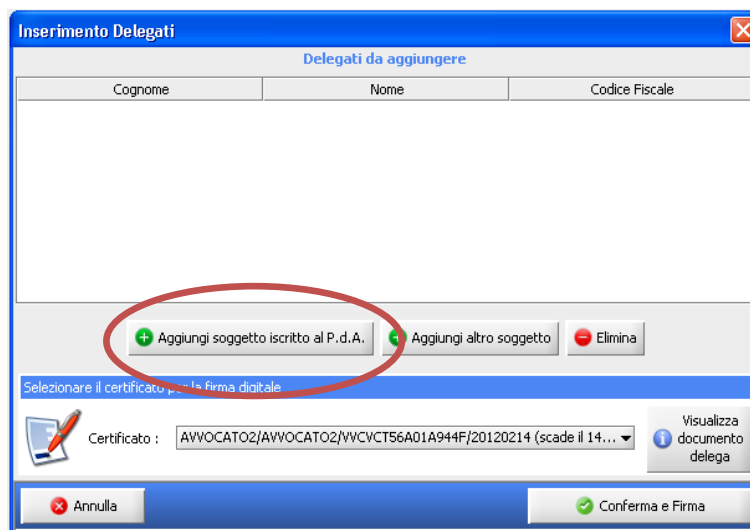 Inserimento Delegati
Delegati da aggiungere
Cognome Nome Codice Fiscale
Aggiungi soggetto iscritto al P.d.A. Aggiungi altro soggetto Elimina
Selezionare il certificato per la firma digitale
Certificato : AVVOCATO2/AVVOCATO2/VVCVCT56A01A944F/20120214 (scade il 14...
Visualizza
documento
delega
Annulla Conferma e Firma